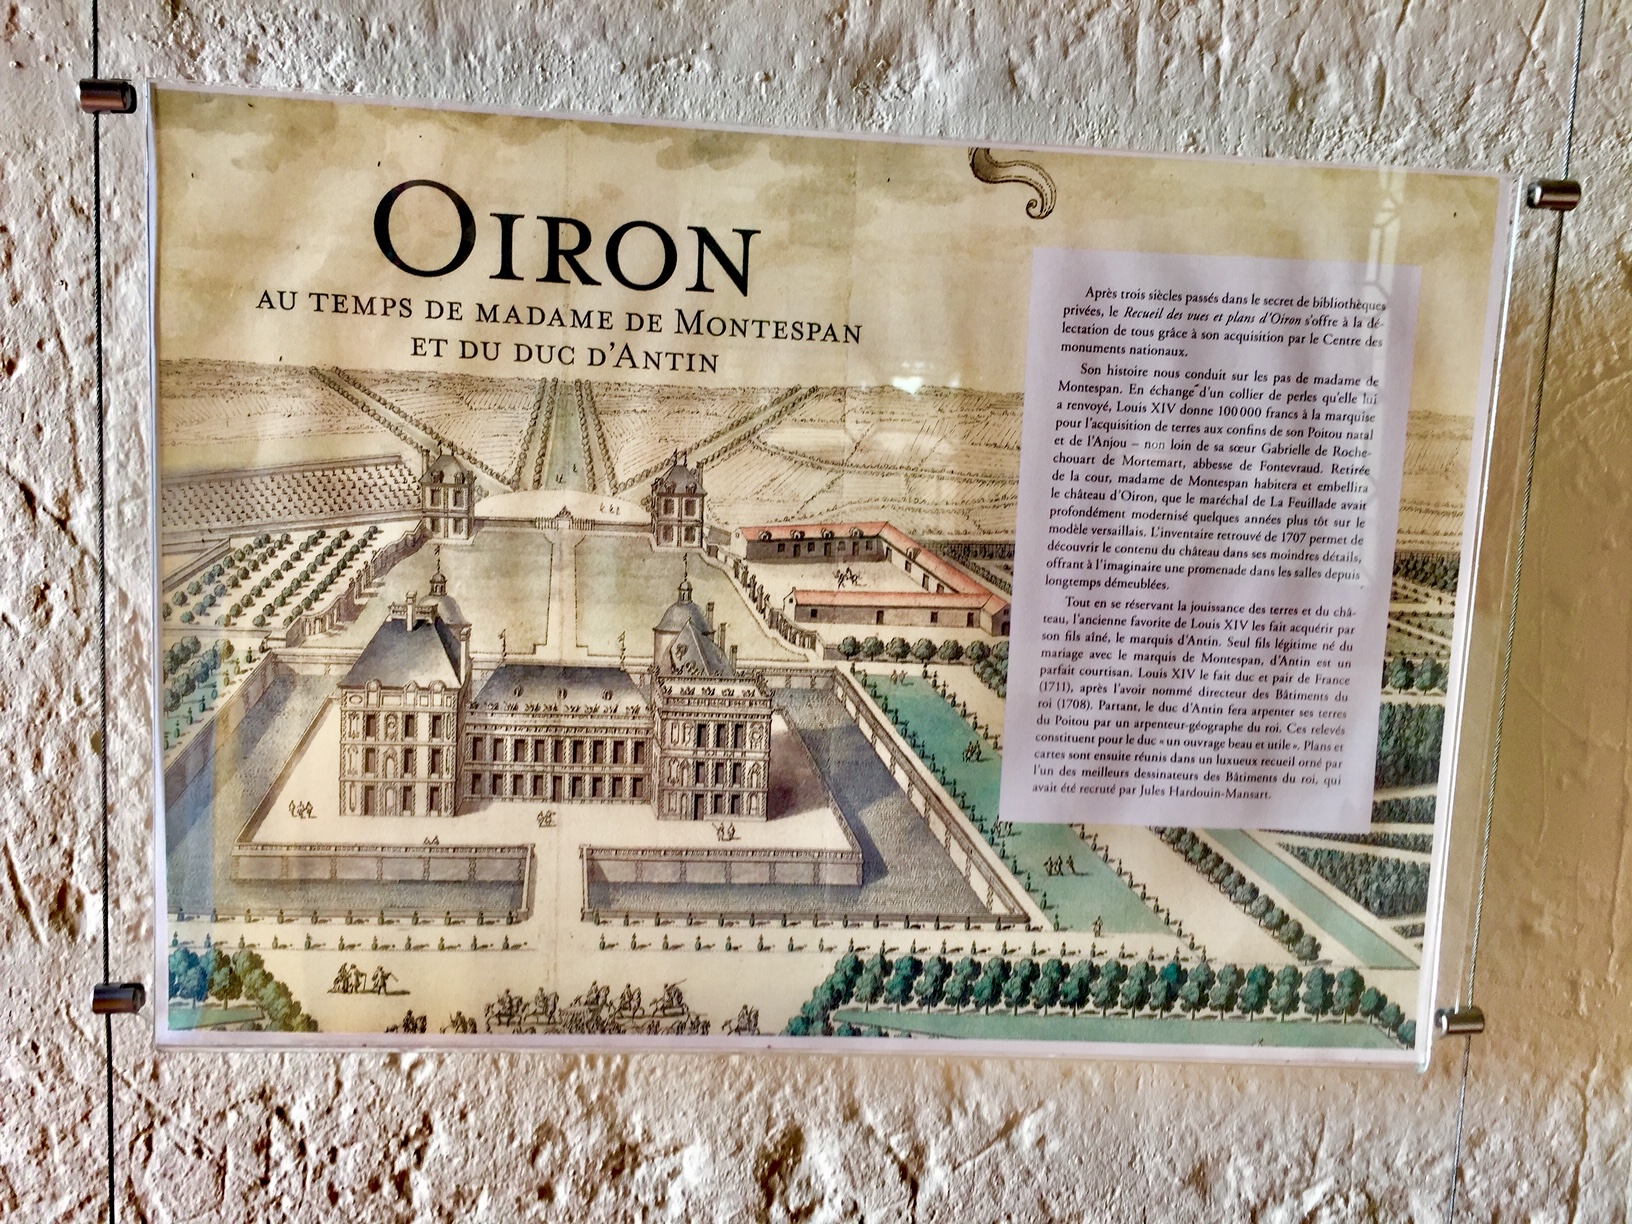 OIRON
AU TEMPS DE MADAME DE MONTESPAN
ET DU DUC D'ANTIN
Après trois siècles passés dans le secret de bibliothèques
privées, le Recueil des vues et plans d'Oiron s'offre à la dé-
lectation de tous grâce à son acquisition par le Centre des
monuments nationaux.
Son histoire nous conduit sur les pas de madame de
Montespan. En échange d'un collier de perles qu'elle lui
a renvoyé, Louis XIV donne 100 000 francs à la marquise
pour l'acquisition de terres aux confins de son Poitou natal
et de l'Anjou – non loin de sa sœur Gabrielle de Roche-
chouart de Mortemart, abbesse de Fontevraud. Retirée
de la cour, madame de Montespan habitera et embellira
le château d'Oiron, que le maréchal de La Feuillade avait
profondément modernisé quelques années plus tôt sur le
modèle versaillais. L'inventaire retrouvé de 1707 permet de
découvrir le contenu du château dans ses moindres détails,
offrant à l'imaginaire une promenade dans les salles depuis
longtemps démeublées.
Tout en se réservant la jouissance des terres et du châ-
teau, l'ancienne favorite de Louis XIV les fait acquérir par
son fils aîné, le marquis d'Antin. Seul fils légitime né du
mariage avec le marquis de Montespan, d'Antin est un
parfait courtisan. Louis XIV le fait duc et pair de France
(1711), après l'avoir nommé directeur des Bâtiments du
roi (1708). Partant, le duc d'Antin fera arpenter ses terres
du Poitou par un arpenteur-géographe du roi. Ces relevés
constituent pour le duc « un ouvrage beau et utile ». Plans et
cartes sont ensuite réunis dans un luxueux recueil orné par
l'un des meilleurs dessinateurs des Bâtiments du roi, qui
avait été recruté par Jules Hardouin-Mansart.